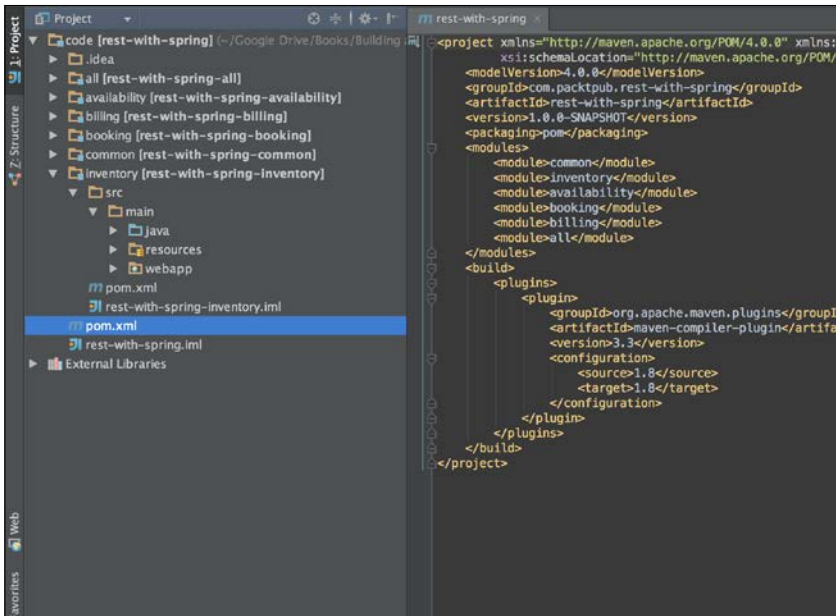 1: Project
Z: Structure
Web
avorites
Project
code [rest-with-spring] (~/Google Drive/Books/Building
.idea
all [rest-with-spring-all]
availability [rest-with-spring-availability]
billing [rest-with-spring-billing]
booking [rest-with-spring-booking]
common [rest-with-spring-common]
inventory [rest-with-spring-inventory]
src
main
java
resources
webapp
pom.xml
rest-with-spring-inventory.iml
pom.xml
rest-with-spring.iml
External Libraries
rest-with-spring
<project xmlns="http://maven.apache.org/POM/4.0.0" xmlns:
xsi:schemaLocation="http://maven.apache.org/POM/
<modelVersion>4.0.0</modelVersion>
<groupId>com.packtpub.rest-with-spring</groupId>
<artifactId>rest-with-spring</artifactId>
<version>1.0.0-SNAPSHOT</version>
<packaging>pom</packaging>
<modules>
<module>common</module>
<module>inventory</module>
<module>availability</module>
<module>booking</module>
<module>billing</module>
<module>all</module>
</modules>
<build>
<plugins>
<plugin>
<groupId>org.apache.maven.plugins</groupI
<artifactId>maven-compiler-plugin</artifa
<version>3.3</version>
<configuration>
<source>1.8</source>
<target>1.8</target>
</configuration>
</plugin>
</plugins>
</build>
</project>